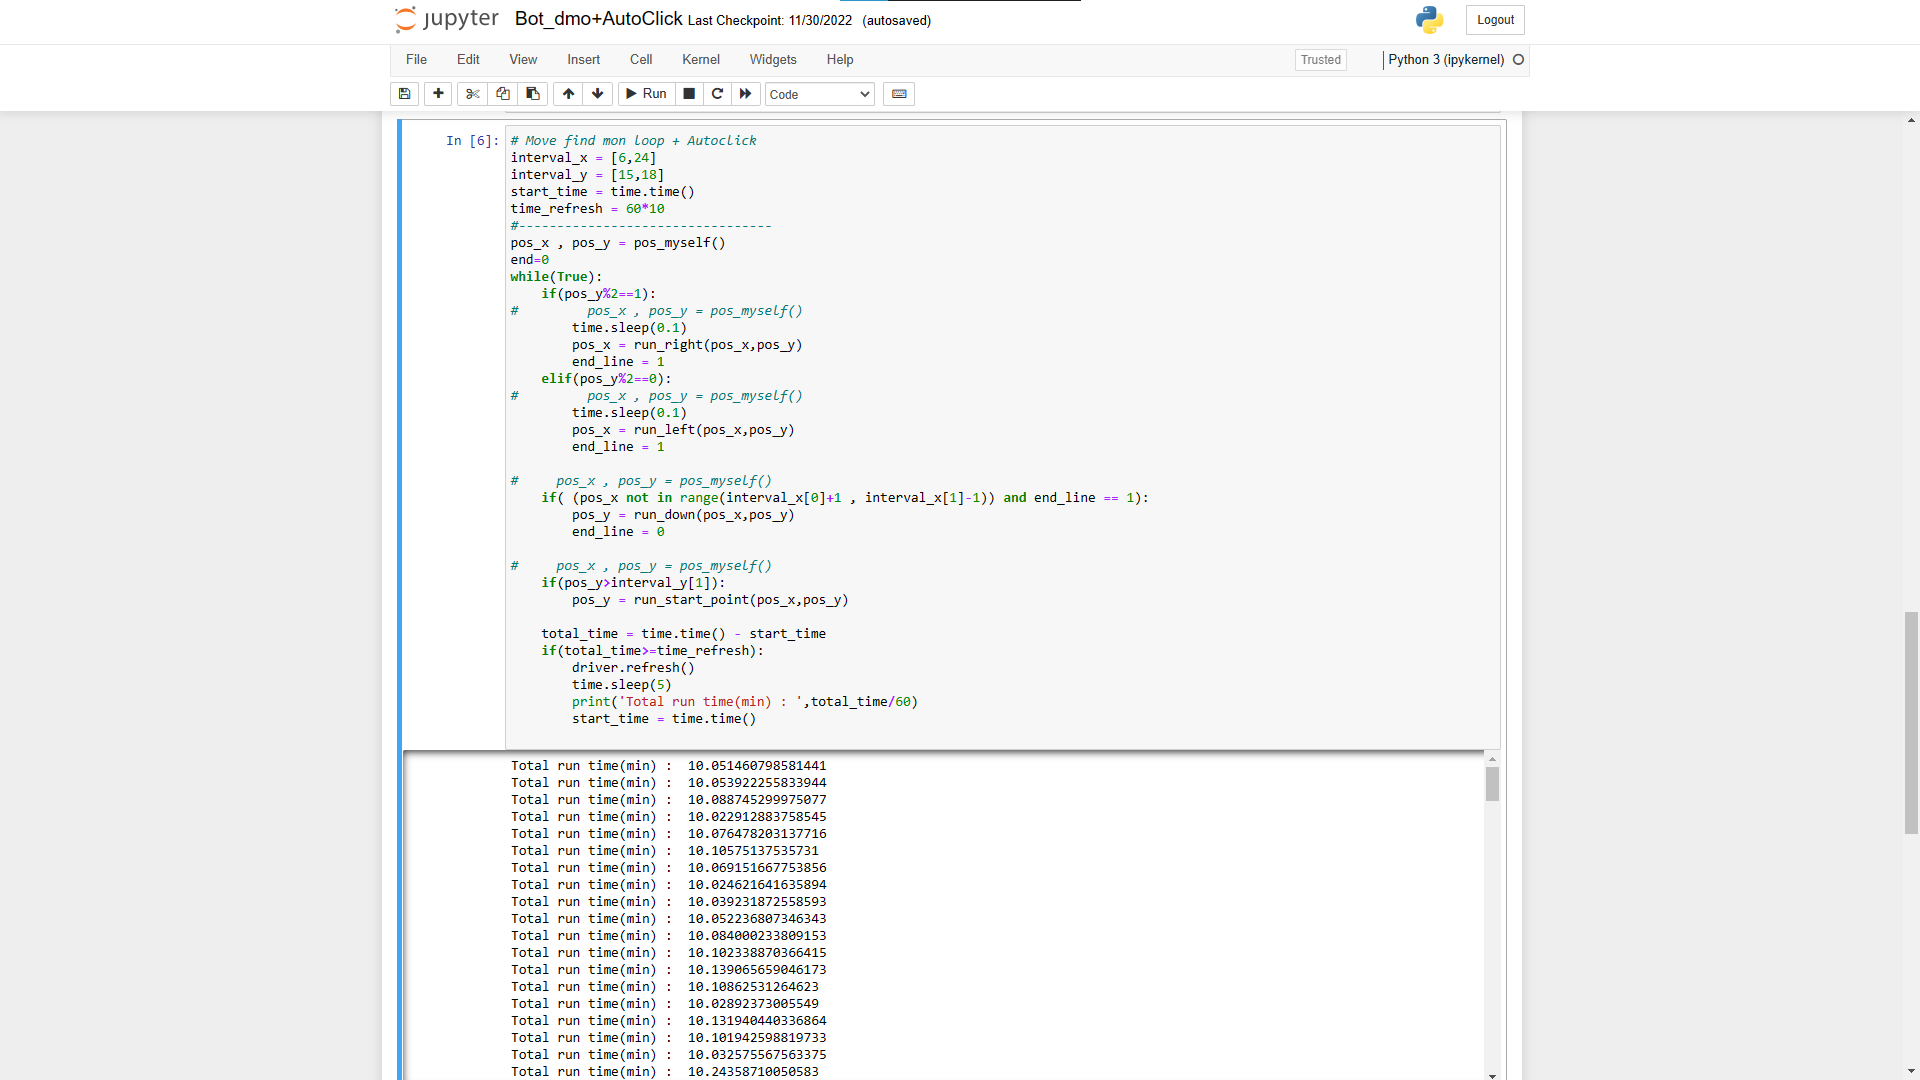 jupyter Bot_dmo+AutoClick Last Checkpoint: 11/30/2022 (autosaved)
Logout
File Edit View Insert Cell Kernel Widgets Help
Trusted
Python 3 (ipykernel)
Run
Code
In [6]:
# Move find mon loop + Autoclick
interval_x = [6,24]
interval_y = [15,18]
start_time = time.time()
time_refresh = 60*10
#---------------------------------
pos_x , pos_y = pos_myself()
end=0
while(True):
    if(pos_y%2==1):
#         pos_x , pos_y = pos_myself()
        time.sleep(0.1)
        pos_x = run_right(pos_x,pos_y)
        end_line = 1
    elif(pos_y%2==0):
#         pos_x , pos_y = pos_myself()
        time.sleep(0.1)
        pos_x = run_left(pos_x,pos_y)
        end_line = 1
#     pos_x , pos_y = pos_myself()
    if( (pos_x not in range(interval_x[0]+1 , interval_x[1]-1)) and end_line == 1):
        pos_y = run_down(pos_x,pos_y)
        end_line = 0
#     pos_x , pos_y = pos_myself()
    if(pos_y>interval_y[1]):
        pos_y = run_start_point(pos_x,pos_y)
    total_time = time.time() - start_time
    if(total_time>=time_refresh):
        driver.refresh()
        time.sleep(5)
        print('Total run time(min) : ',total_time/60)
        start_time = time.time()
Total run time(min) :  10.051460798581441
Total run time(min) :  10.053922255833944
Total run time(min) :  10.088745299975077
Total run time(min) :  10.022912883758545
Total run time(min) :  10.076478203137716
Total run time(min) :  10.10575137535731
Total run time(min) :  10.069151667753856
Total run time(min) :  10.024621641635894
Total run time(min) :  10.039231872558593
Total run time(min) :  10.052236807346343
Total run time(min) :  10.084000233809153
Total run time(min) :  10.102338870366415
Total run time(min) :  10.139065659046173
Total run time(min) :  10.10862531264623
Total run time(min) :  10.02892373005549
Total run time(min) :  10.131940440336864
Total run time(min) :  10.101942598819733
Total run time(min) :  10.032575567563375
Total run time(min) :  10.24358710050583